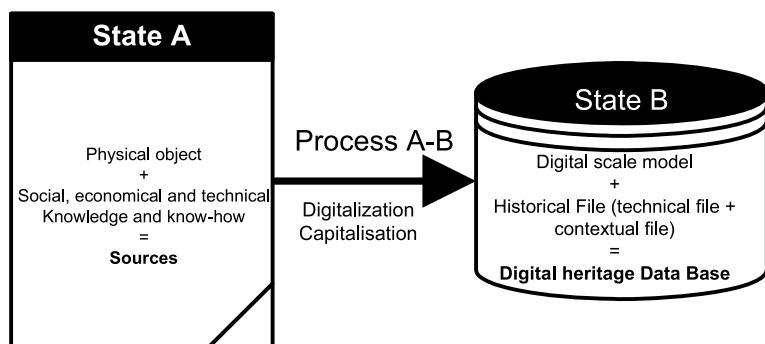 State A
Physical object
+
Social, economical and technical
Knowledge and know-how
=
Sources
Process A-B
Digitalization
Capitalisation
State B
Digital scale model
+
Historical File (technical file +
contextual file)
=
Digital heritage Data Base